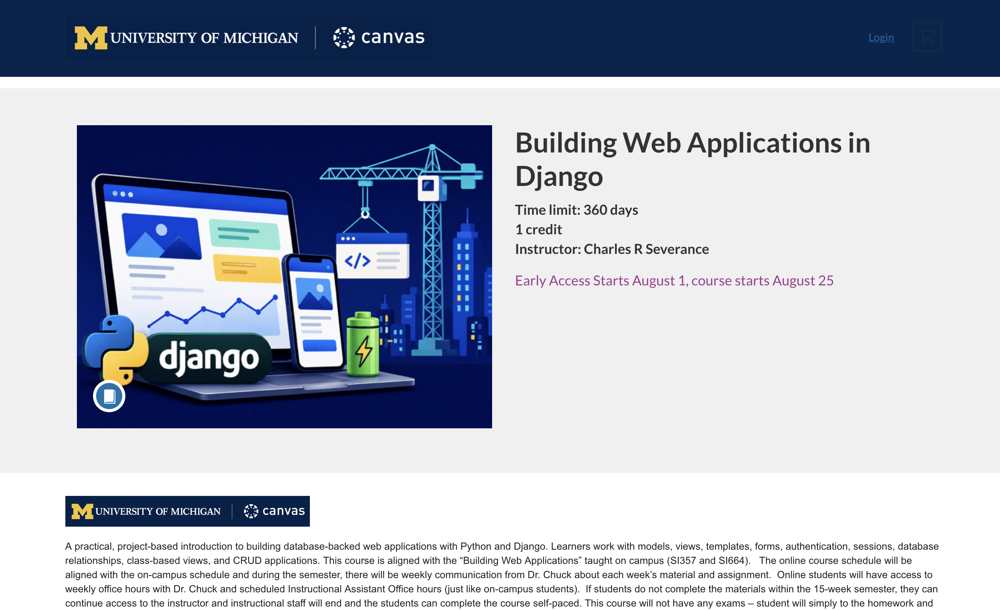 M UNIVERSITY OF MICHIGAN | canvas
Login
Building Web Applications in
Django
Time limit: 360 days
1 credit
Instructor: Charles R Severance
Early Access Starts August 1, course starts August 25
</>
django
M UNIVERSITY OF MICHIGAN | canvas
A practical, project-based introduction to building database-backed web applications with Python and Django. Learners work with models, views, templates, forms, authentication, sessions, database
relationships, class-based views, and CRUD applications. This course is aligned with the “Building Web Applications” taught on campus (SI357 and SI664).   The online course schedule will be
aligned with the on-campus schedule and during the semester, there will be weekly communication from Dr. Chuck about each week’s material and assignment.  Online students will have access to
weekly office hours with Dr. Chuck and scheduled Instructional Assistant Office hours (just like on-campus students).  If students do not complete the materials within the 15-week semester, they can
continue access to the instructor and instructional staff will end and the students can complete the course self-paced. This course will not have any exams – student will simply to the homework and